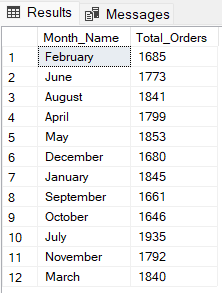 Results Messages
Month_Name Total_Orders
1 February 1685
2 June 1773
3 August 1841
4 April 1799
5 May 1853
6 December 1680
7 January 1845
8 September 1661
9 October 1646
10 July 1935
11 November 1792
12 March 1840